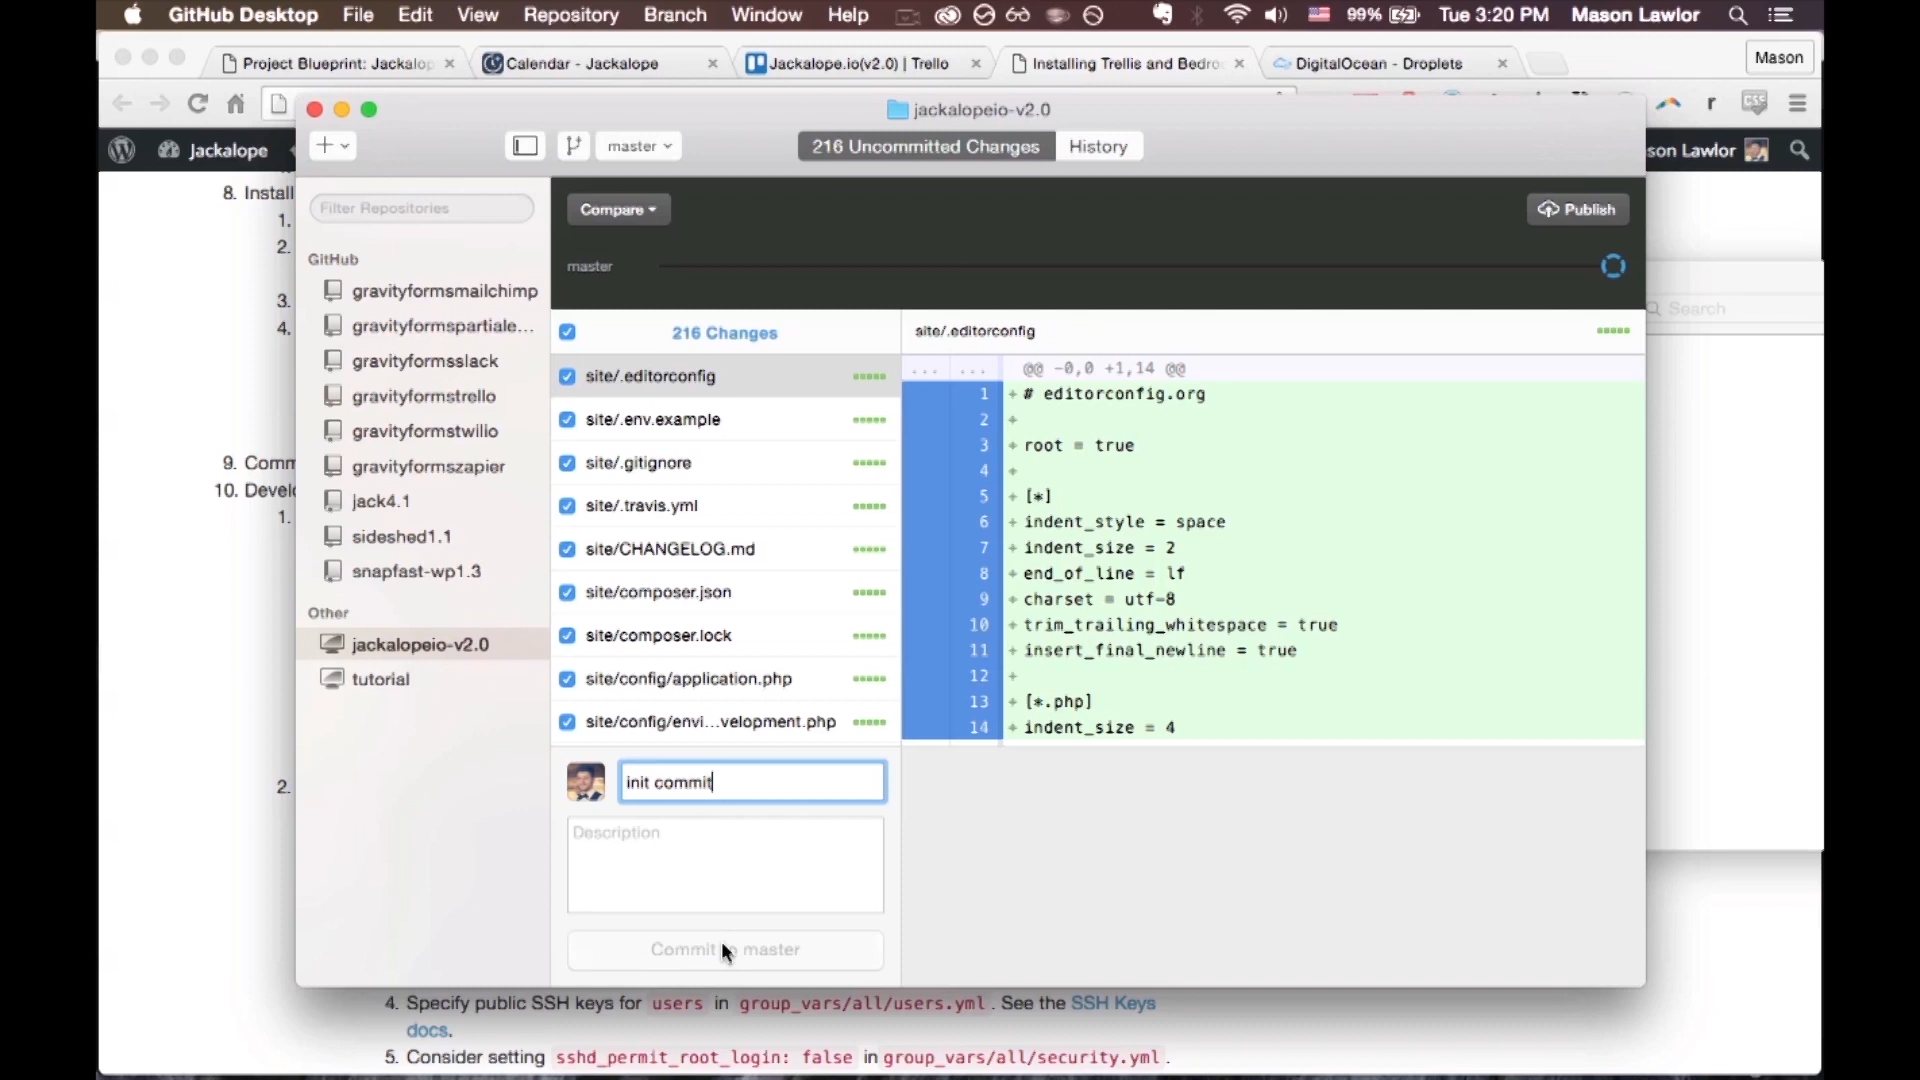 GitHub Desktop File Edit View Repository Branch Window Help 99% Tue 3:20 PM Mason Lawlor
Project Blueprint: Jackalop Calendar - Jackalope Jackalope.io(v2.0) | Trello Installing Trellis and Bedro DigitalOcean - Droplets Mason
jackalopeio-v2.0
master 216 Uncommitted Changes History
Jackalope son Lawlor
8. Install
1.
2.
3.
4.
9. Comm
10. Develo
1.
2.
Filter Repositories
GitHub
gravityformsmailchimp
gravityformspartiale...
gravityformsslack
gravityformstrello
gravityformstwilio
gravityformszapier
jack4.1
sideshed1.1
snapfast-wp1.3
Other
jackalopeio-v2.0
tutorial
Compare Publish
master
Search
216 Changes
site/.editorconfig
site/.env.example
site/.gitignore
site/.travis.yml
site/CHANGELOG.md
site/composer.json
site/composer.lock
site/config/application.php
site/config/envi...velopment.php
init commit
Description
Commit master
site/.editorconfig
... ... @@ -0,0 +1,14 @@
1 + # editorconfig.org
2 +
3 + root = true
4 +
5 + [*]
6 + indent_style = space
7 + indent_size = 2
8 + end_of_line = lf
9 + charset = utf-8
10 + trim_trailing_whitespace = true
11 + insert_final_newline = true
12 +
13 + [*.php]
14 + indent_size = 4
4. Specify public SSH keys for users in group_vars/all/users.yml. See the SSH Keys
docs.
5. Consider setting sshd_permit_root_login: false in group_vars/all/security.yml.